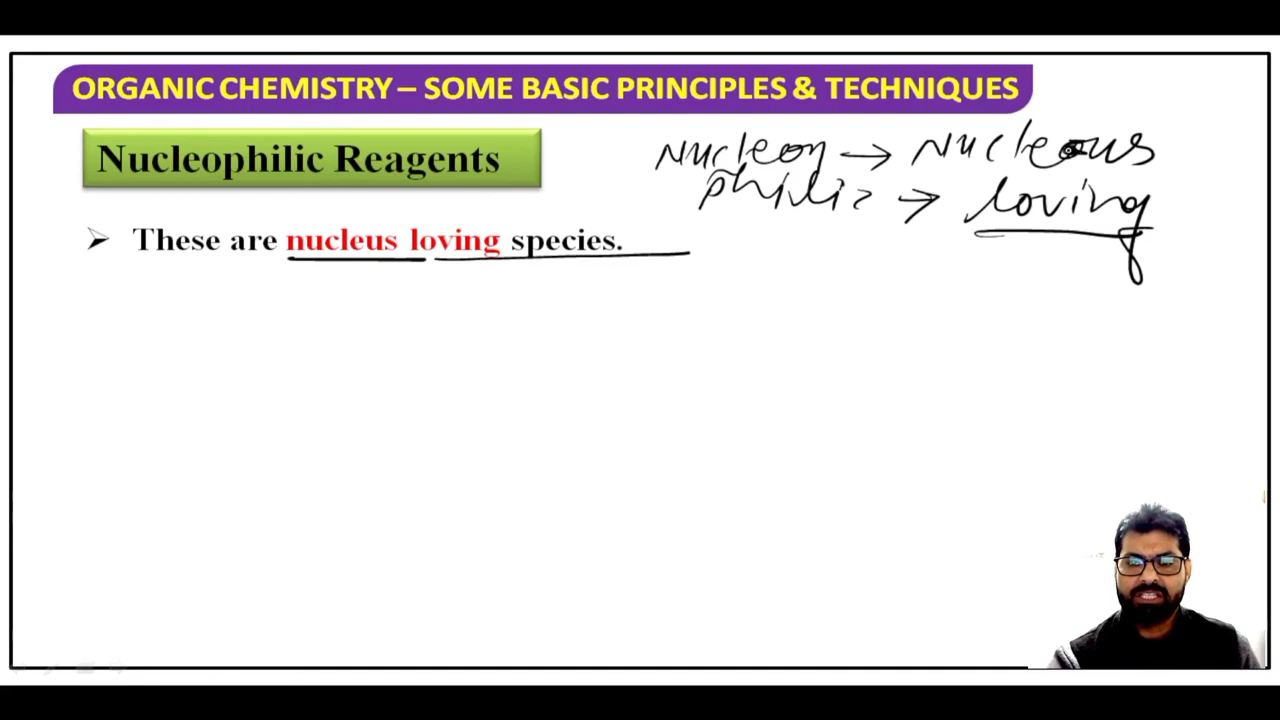 ORGANIC CHEMISTRY – SOME BASIC PRINCIPLES & TECHNIQUES
Nucleophilic Reagents
Nucleon → Nucleous
philic → loving
➢ These are nucleus loving species.